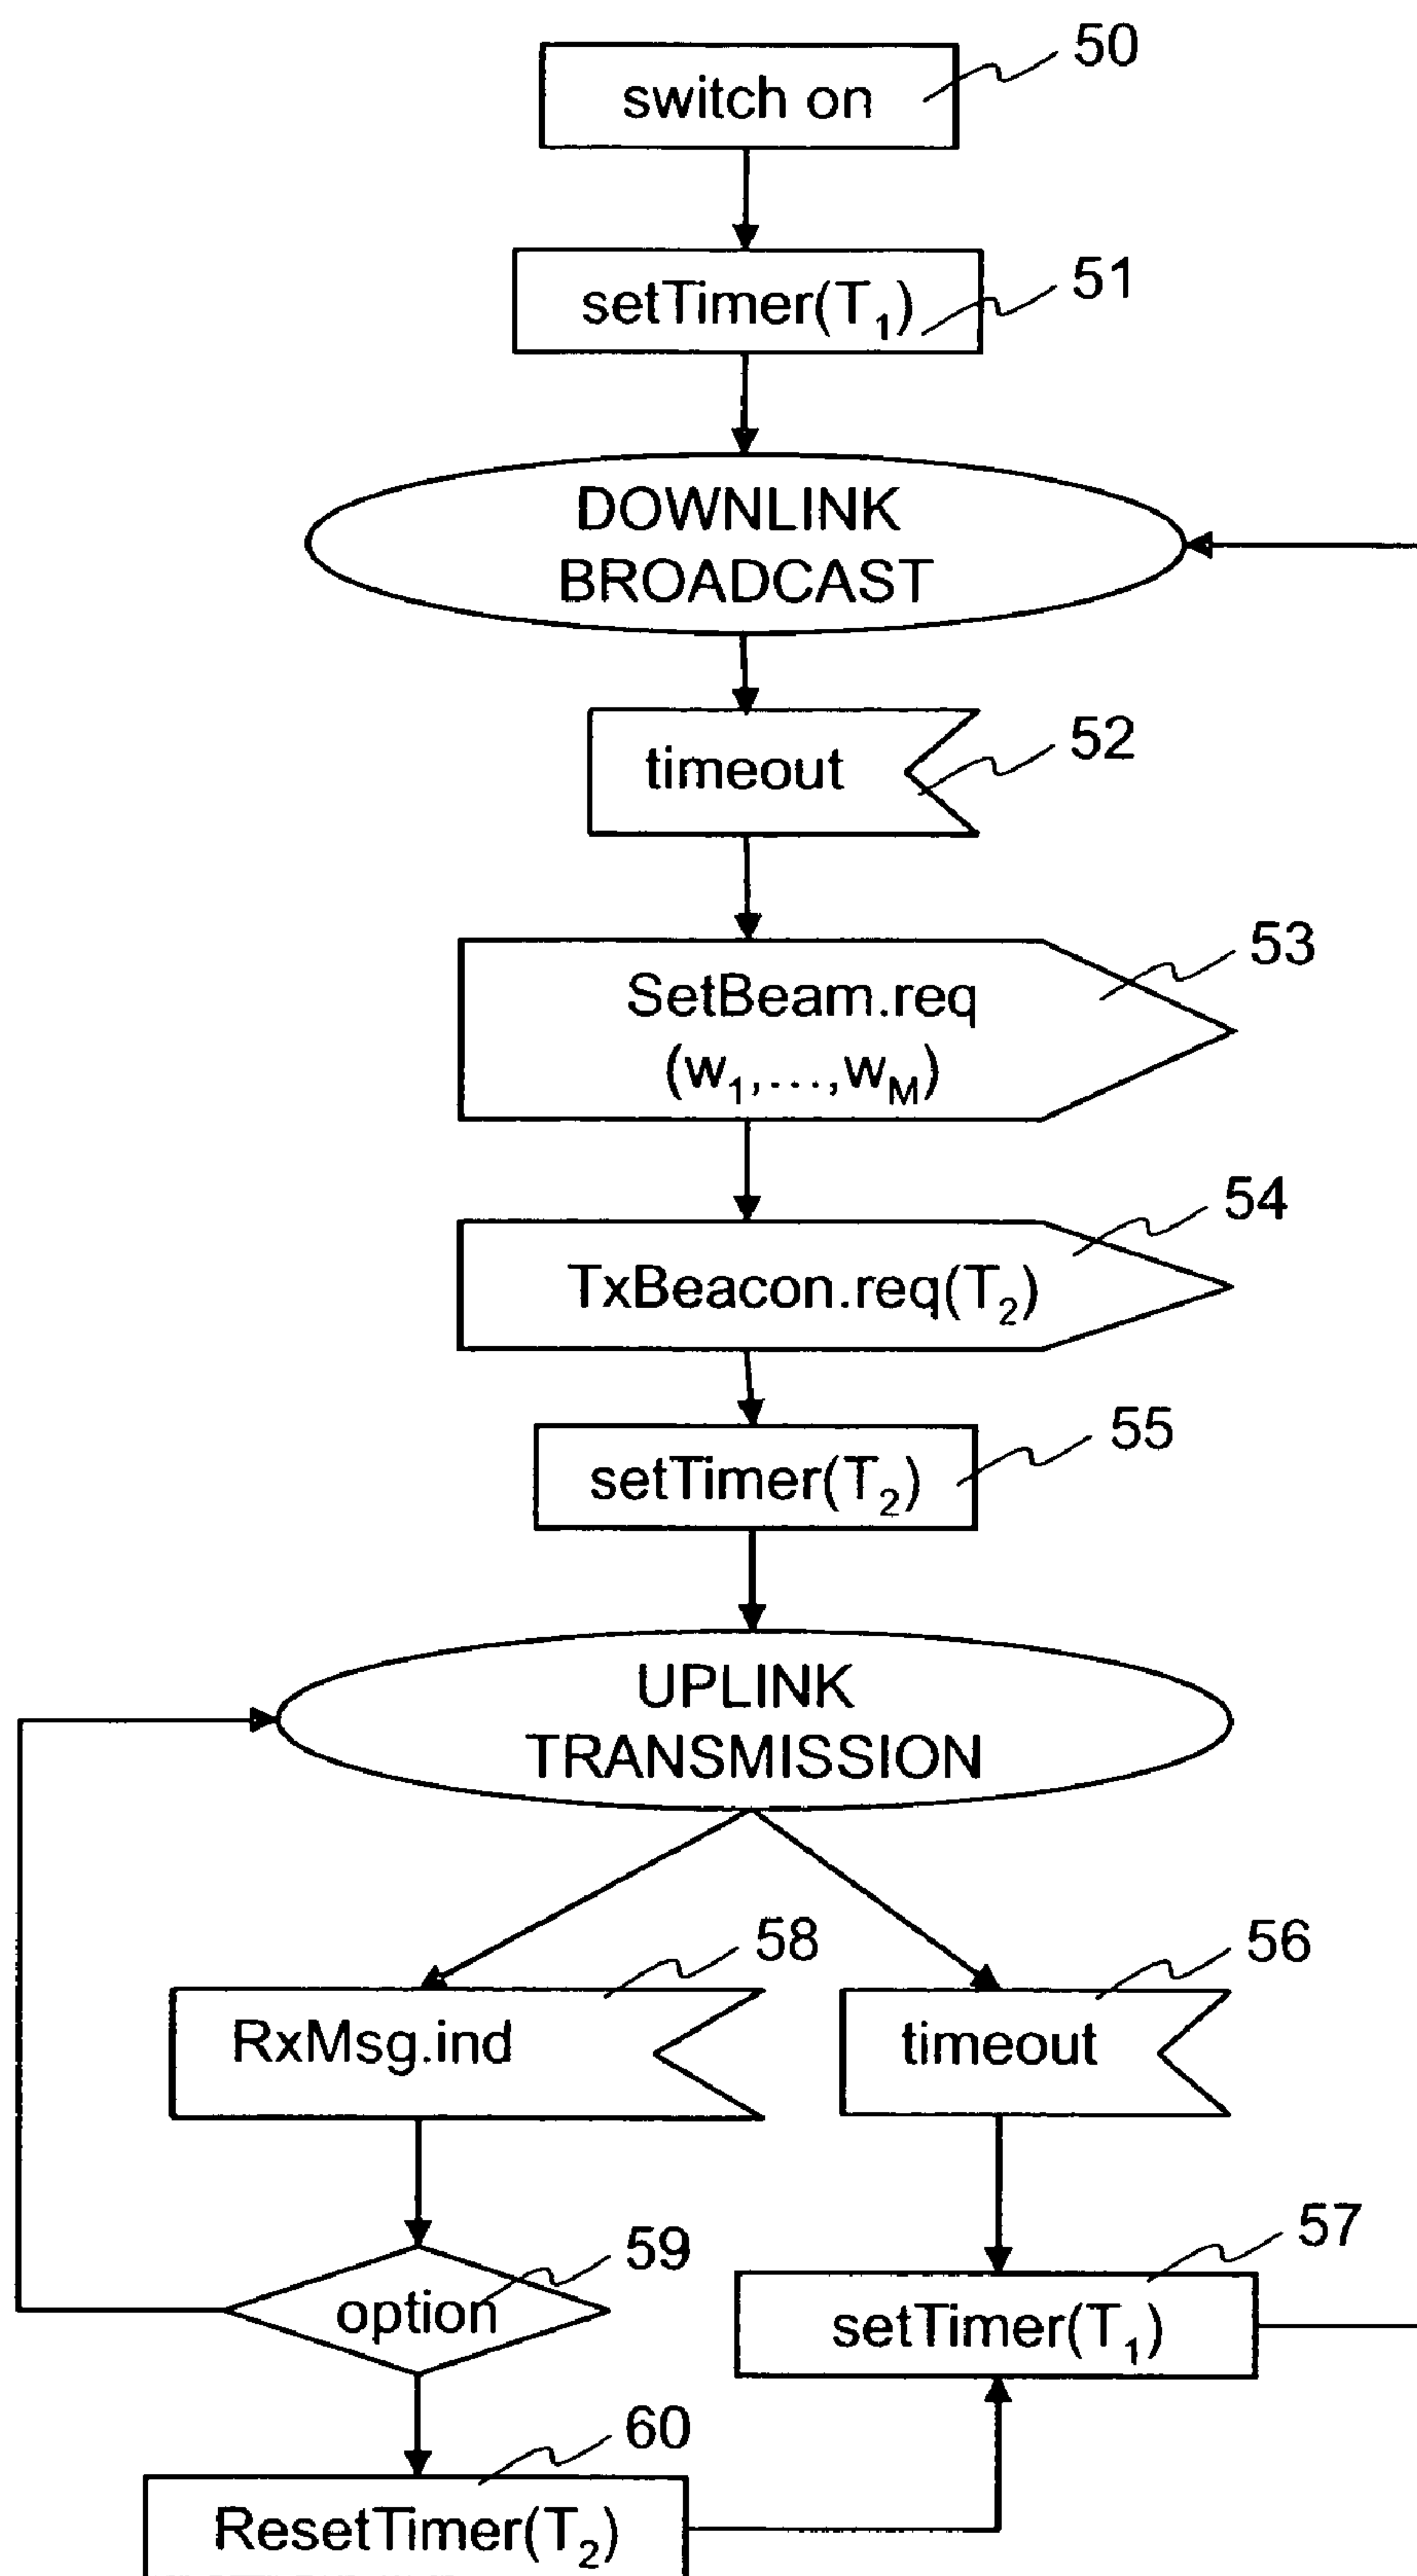 50
switch on
51
setTimer(T₁)
DOWNLINK
BROADCAST
52
timeout
53
SetBeam.req
(w₁,...,w_M)
54
TxBeacon.req(T₂)
55
setTimer(T₂)
UPLINK
TRANSMISSION
58
RxMsg.ind
56
timeout
59
option
57
setTimer(T₁)
60
ResetTimer(T₂)